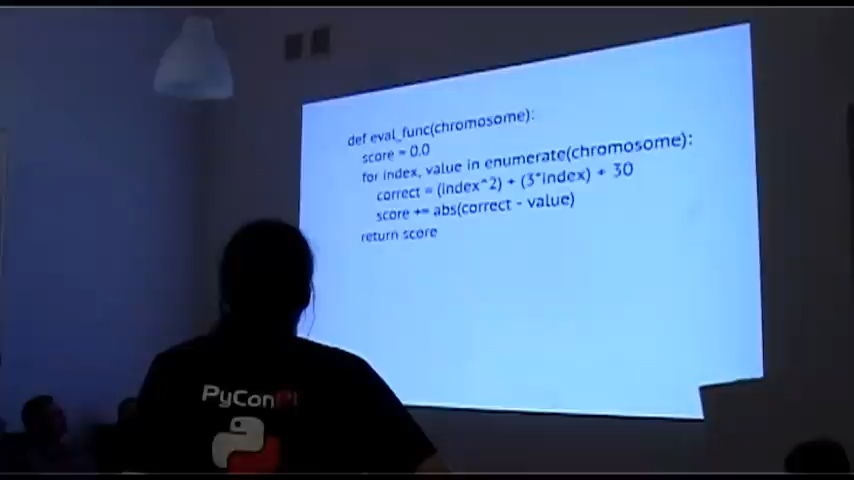 def eval_func(chromosome):
score = 0.0
for index, value in enumerate(chromosome):
correct = (index^2) + (3*index) + 30
score += abs(correct - value)
return score
PyConPl